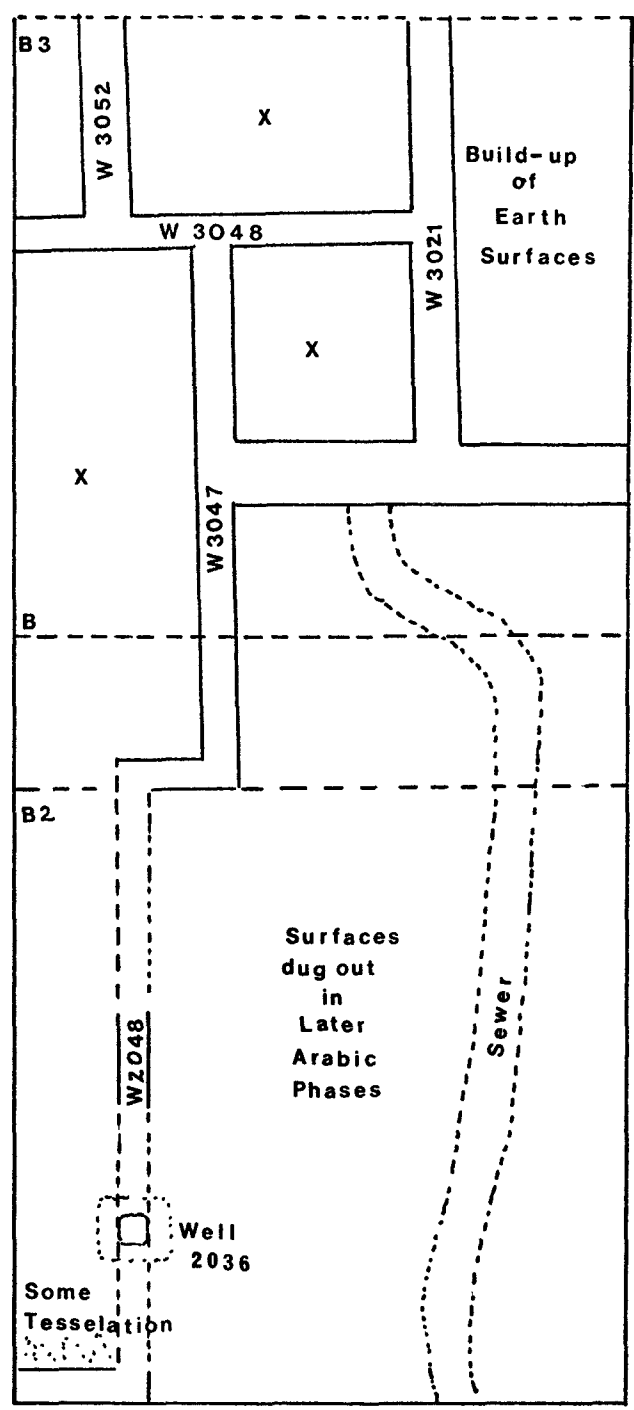 B3
W 3052
X
Build-up
of
Earth
Surfaces
W 3048
W 3021
X
X
W3047
B
B2
Surfaces
dug out
in
Later
Arabic
Phases
Sewer
W2048
Well
2036
Some
Tesselation